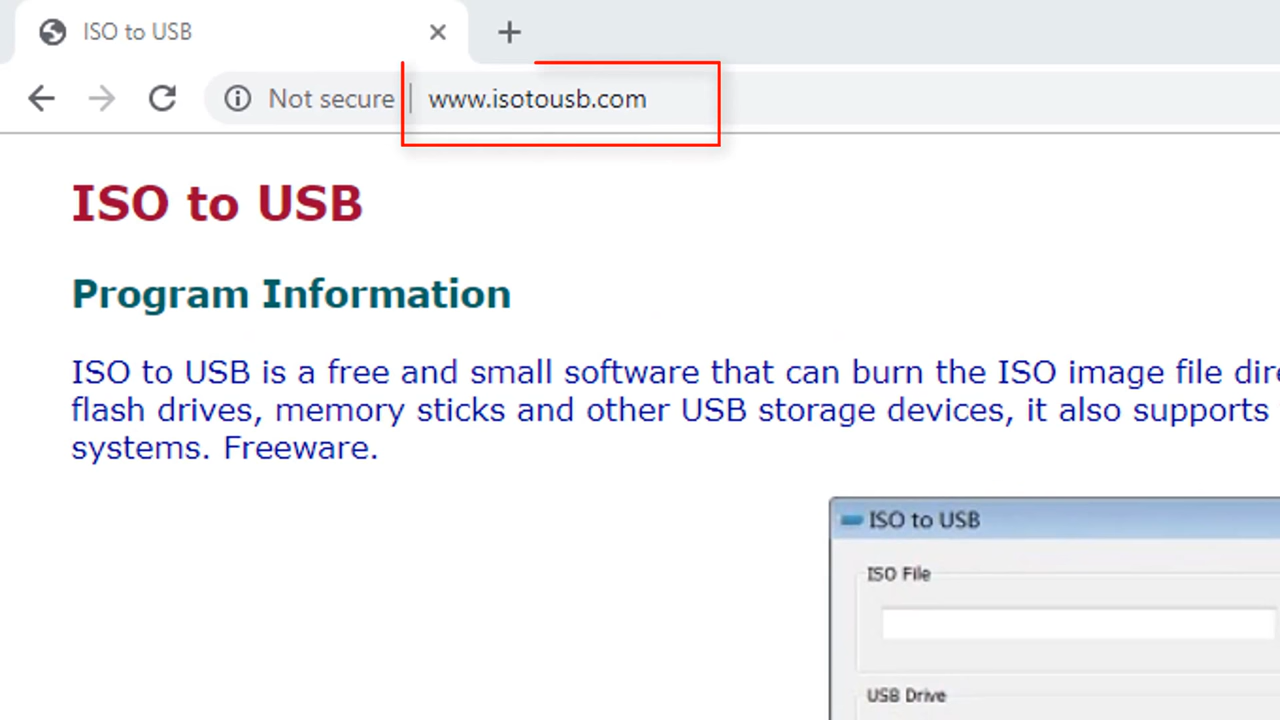 ISO to USB
Not secure
www.isotousb.com
ISO to USB
Program Information
ISO to USB is a free and small software that can burn the ISO image file
flash drives, memory sticks and other USB storage devices, it also supports
systems. Freeware.
ISO to USB
ISO File
USB Drive